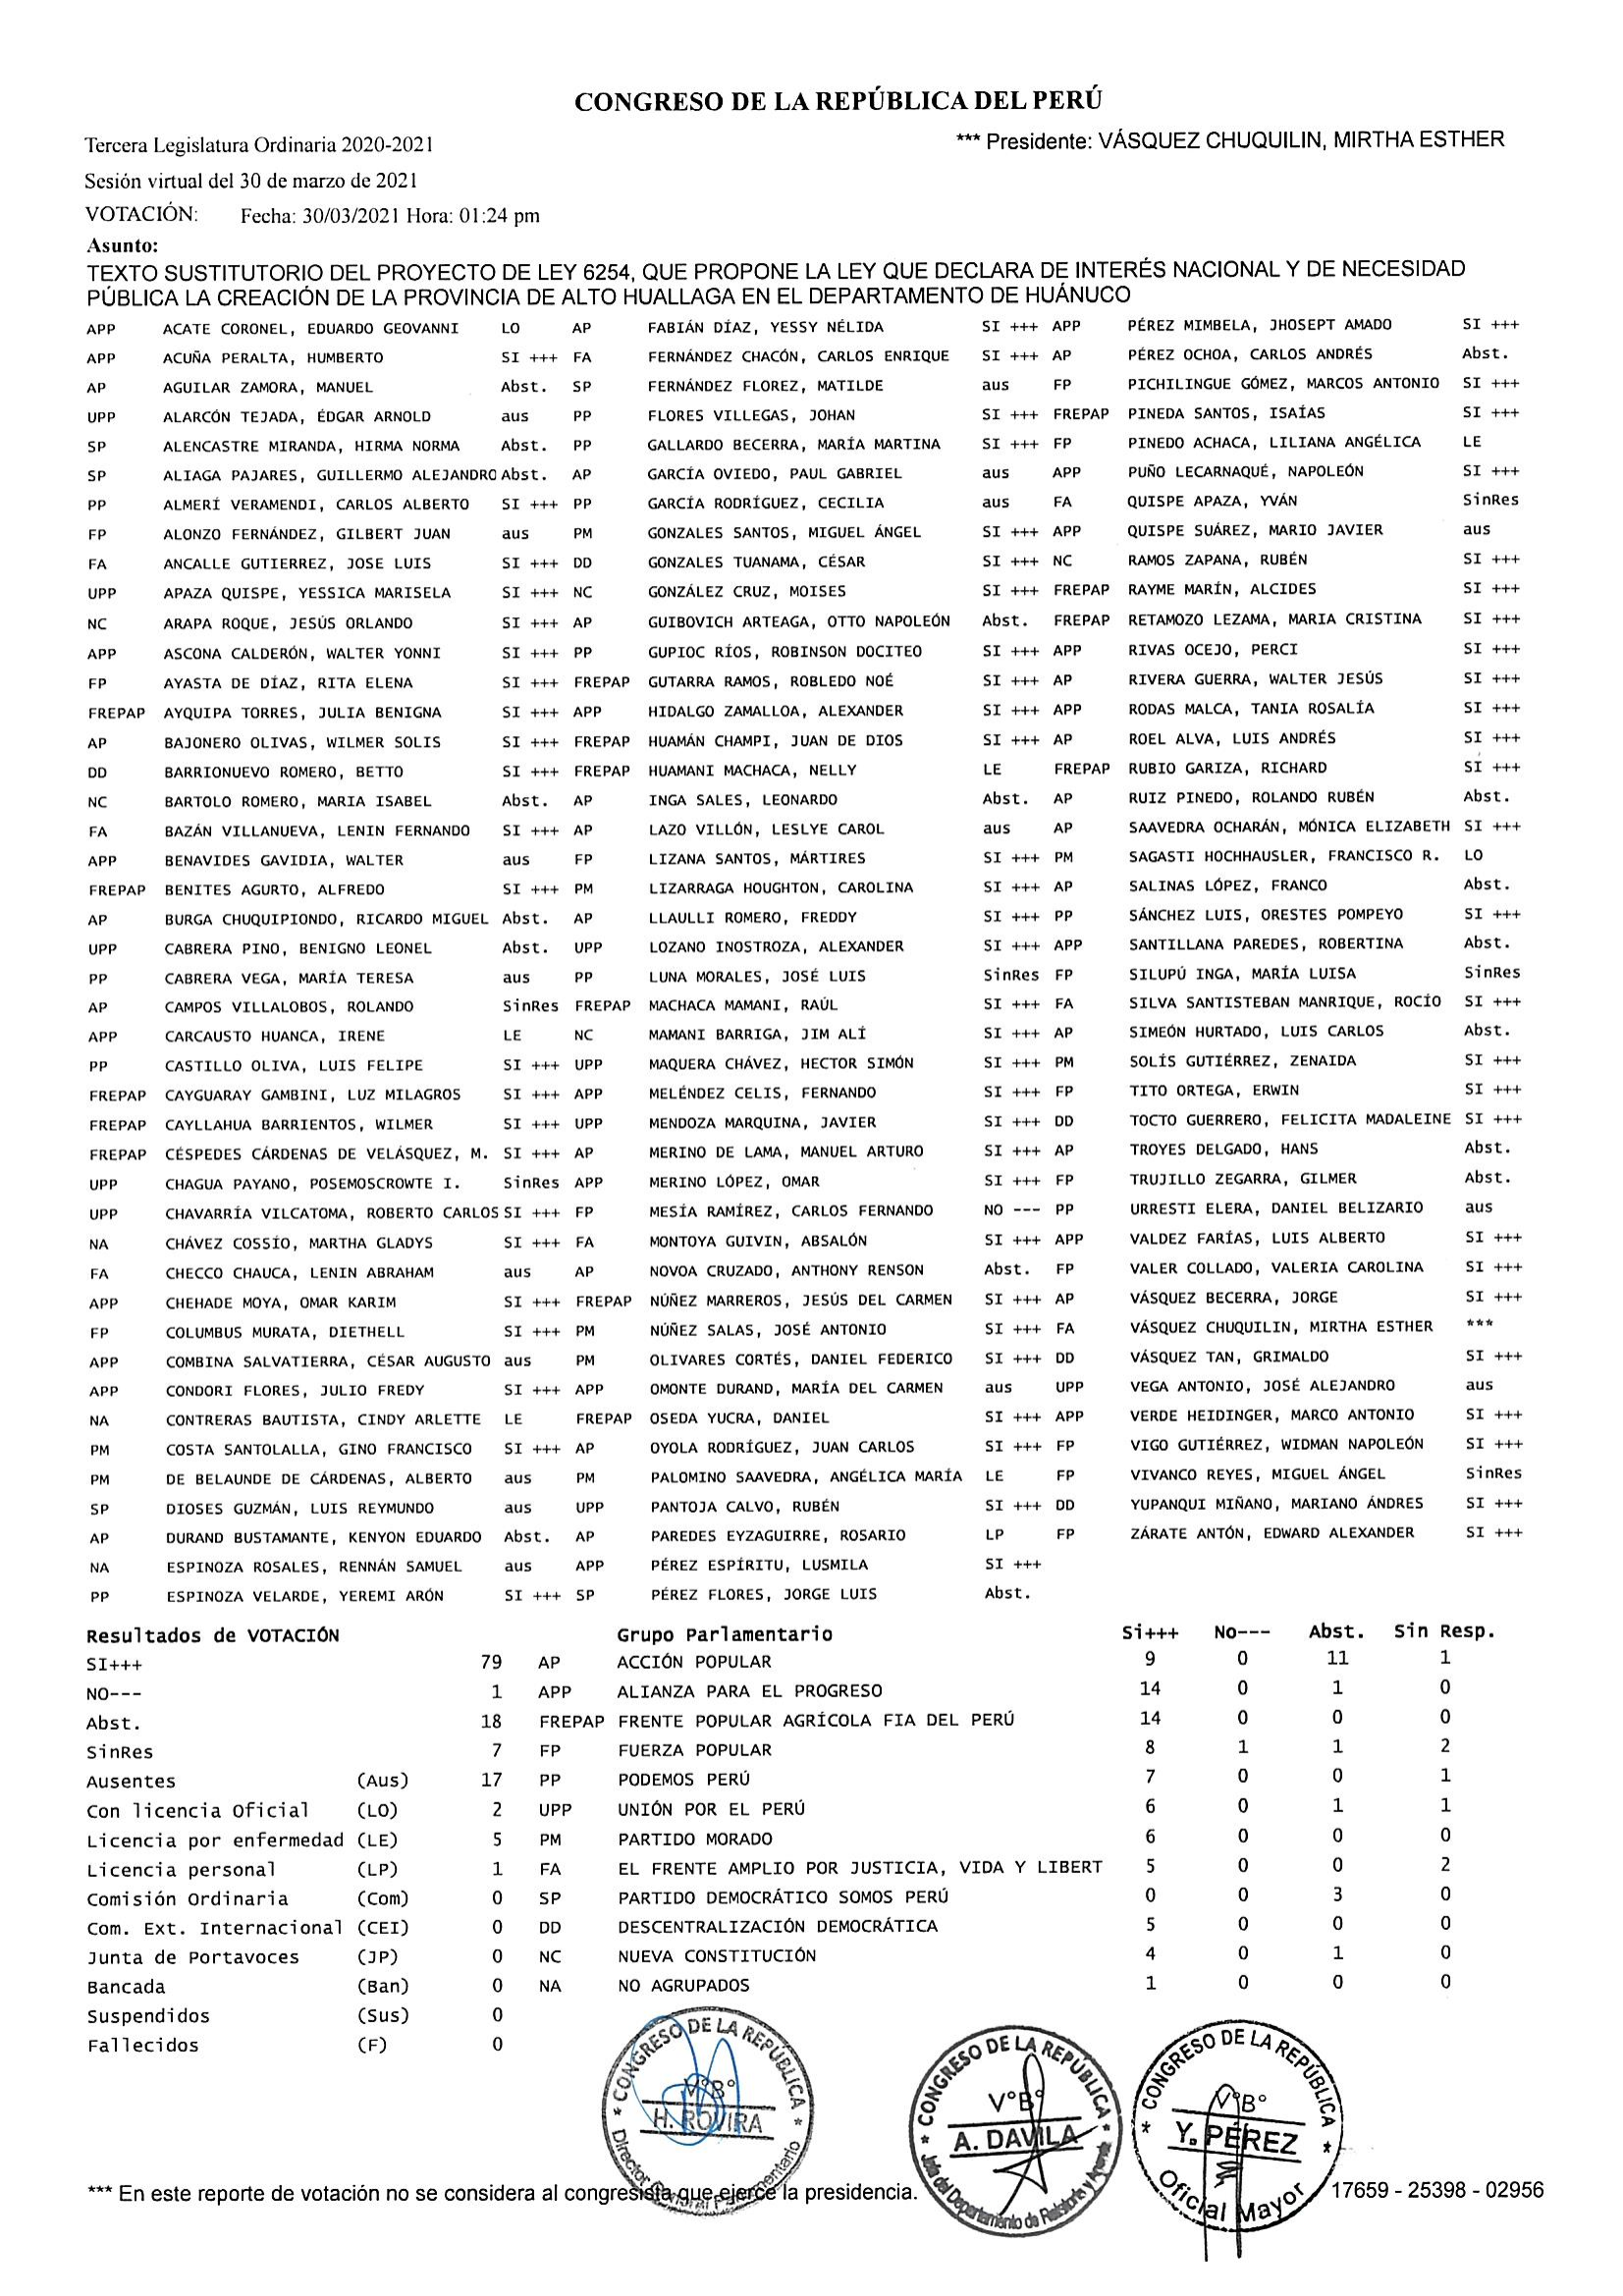 CONGRESO DE LA REPÚBLICA DEL PERÚ
Tercera Legislatura Ordinaria 2020-2021 *** Presidente: VÁSQUEZ CHUQUILIN, MIRTHA ESTHER
Sesión virtual del 30 de marzo de 2021
VOTACIÓN: Fecha: 30/03/2021 Hora: 01:24 pm
Asunto:
TEXTO SUSTITUTORIO DEL PROYECTO DE LEY 6254, QUE PROPONE LA LEY QUE DECLARA DE INTERÉS NACIONAL Y DE NECESIDAD
PÚBLICA LA CREACIÓN DE LA PROVINCIA DE ALTO HUALLAGA EN EL DEPARTAMENTO DE HUÁNUCO
APP ACATE CORONEL, EDUARDO GEOVANNI LO AP FABIÁN DÍAZ, YESSY NÉLIDA SI +++ APP PÉREZ MIMBELA, JHOSEPT AMADO SI +++
APP ACUÑA PERALTA, HUMBERTO SI +++ FA FERNÁNDEZ CHACÓN, CARLOS ENRIQUE SI +++ AP PÉREZ OCHOA, CARLOS ANDRÉS Abst.
AP AGUILAR ZAMORA, MANUEL Abst. SP FERNÁNDEZ FLOREZ, MATILDE aus FP PICHILINGUE GÓMEZ, MARCOS ANTONIO SI +++
UPP ALARCÓN TEJADA, ÉDGAR ARNOLD aus PP FLORES VILLEGAS, JOHAN SI +++ FREPAP PINEDA SANTOS, ISAÍAS SI +++
SP ALENCASTRE MIRANDA, HIRMA NORMA Abst. PP GALLARDO BECERRA, MARÍA MARTINA SI +++ FP PINEDO ACHACA, LILIANA ANGÉLICA LE
SP ALIAGA PAJARES, GUILLERMO ALEJANDRO Abst. AP GARCÍA OVIEDO, PAUL GABRIEL aus APP PUÑO LECARNAQUÉ, NAPOLEÓN SI +++
PP ALMERÍ VERAMENDI, CARLOS ALBERTO SI +++ PP GARCÍA RODRÍGUEZ, CECILIA aus FA QUISPE APAZA, YVÁN SinRes
FP ALONZO FERNÁNDEZ, GILBERT JUAN aus PM GONZALES SANTOS, MIGUEL ÁNGEL SI +++ APP QUISPE SUÁREZ, MARIO JAVIER aus
FA ANCALLE GUTIERREZ, JOSE LUIS SI +++ DD GONZALES TUANAMA, CÉSAR SI +++ NC RAMOS ZAPANA, RUBÉN SI +++
UPP APAZA QUISPE, YESSICA MARISELA SI +++ NC GONZÁLEZ CRUZ, MOISES SI +++ FREPAP RAYME MARÍN, ALCIDES SI +++
NC ARAPA ROQUE, JESÚS ORLANDO SI +++ AP GUIBOVICH ARTEAGA, OTTO NAPOLEÓN Abst. FREPAP RETAMOZO LEZAMA, MARIA CRISTINA SI +++
APP ASCONA CALDERÓN, WALTER YONNI SI +++ PP GUPIOC RÍOS, ROBINSON DOCITEO SI +++ APP RIVAS OCEJO, PERCI SI +++
FP AYASTA DE DÍAZ, RITA ELENA SI +++ FREPAP GUTARRA RAMOS, ROBLEDO NOÉ SI +++ AP RIVERA GUERRA, WALTER JESÚS SI +++
FREPAP AYQUIPA TORRES, JULIA BENIGNA SI +++ APP HIDALGO ZAMALLOA, ALEXANDER SI +++ APP RODAS MALCA, TANIA ROSALÍA SI +++
AP BAJONERO OLIVAS, WILMER SOLIS SI +++ FREPAP HUAMÁN CHAMPI, JUAN DE DIOS SI +++ AP ROEL ALVA, LUIS ANDRÉS SI +++
DD BARRIONUEVO ROMERO, BETTO SI +++ FREPAP HUAMANI MACHACA, NELLY LE FREPAP RUBIO GARIZA, RICHARD SI +++
NC BARTOLO ROMERO, MARIA ISABEL Abst. AP INGA SALES, LEONARDO Abst. AP RUIZ PINEDO, ROLANDO RUBÉN Abst.
FA BAZÁN VILLANUEVA, LENIN FERNANDO SI +++ AP LAZO VILLÓN, LESLYE CAROL aus AP SAAVEDRA OCHARÁN, MÓNICA ELIZABETH SI +++
APP BENAVIDES GAVIDIA, WALTER aus FP LIZANA SANTOS, MÁRTIRES SI +++ PM SAGASTI HOCHHAUSLER, FRANCISCO R. LO
FREPAP BENITES AGURTO, ALFREDO SI +++ PM LIZARRAGA HOUGHTON, CAROLINA SI +++ AP SALINAS LÓPEZ, FRANCO Abst.
AP BURGA CHUQUIPIONDO, RICARDO MIGUEL Abst. AP LLAULLI ROMERO, FREDDY SI +++ PP SÁNCHEZ LUIS, ORESTES POMPEYO SI +++
UPP CABRERA PINO, BENIGNO LEONEL Abst. UPP LOZANO INOSTROZA, ALEXANDER SI +++ APP SANTILLANA PAREDES, ROBERTINA Abst.
PP CABRERA VEGA, MARÍA TERESA aus PP LUNA MORALES, JOSÉ LUIS SinRes FP SILUPÚ INGA, MARÍA LUISA SinRes
AP CAMPOS VILLALOBOS, ROLANDO SinRes FREPAP MACHACA MAMANI, RAÚL SI +++ FA SILVA SANTISTEBAN MANRIQUE, ROCÍO SI +++
APP CARCAUSTO HUANCA, IRENE LE NC MAMANI BARRIGA, JIM ALÍ SI +++ AP SIMEÓN HURTADO, LUIS CARLOS Abst.
PP CASTILLO OLIVA, LUIS FELIPE SI +++ UPP MAQUERA CHÁVEZ, HECTOR SIMÓN SI +++ PM SOLÍS GUTIÉRREZ, ZENAIDA SI +++
FREPAP CAYGUARAY GAMBINI, LUZ MILAGROS SI +++ APP MELÉNDEZ CELIS, FERNANDO SI +++ FP TITO ORTEGA, ERWIN SI +++
FREPAP CAYLLAHUA BARRIENTOS, WILMER SI +++ UPP MENDOZA MARQUINA, JAVIER SI +++ DD TOCTO GUERRERO, FELICITA MADALEINE SI +++
FREPAP CÉSPEDES CÁRDENAS DE VELÁSQUEZ, M. SI +++ AP MERINO DE LAMA, MANUEL ARTURO SI +++ AP TROYES DELGADO, HANS Abst.
UPP CHAGUA PAYANO, POSEMOSCROWTE I. SinRes APP MERINO LÓPEZ, OMAR SI +++ FP TRUJILLO ZEGARRA, GILMER Abst.
UPP CHAVARRÍA VILCATOMA, ROBERTO CARLOS SI +++ FP MESÍA RAMÍREZ, CARLOS FERNANDO NO --- PP URRESTI ELERA, DANIEL BELIZARIO aus
NA CHÁVEZ COSSÍO, MARTHA GLADYS SI +++ FA MONTOYA GUIVIN, ABSALÓN SI +++ APP VALDEZ FARÍAS, LUIS ALBERTO SI +++
FA CHECCO CHAUCA, LENIN ABRAHAM aus AP NOVOA CRUZADO, ANTHONY RENSON Abst. FP VALER COLLADO, VALERIA CAROLINA SI +++
APP CHEHADE MOYA, OMAR KARIM SI +++ FREPAP NÚÑEZ MARREROS, JESÚS DEL CARMEN SI +++ AP VÁSQUEZ BECERRA, JORGE SI +++
FP COLUMBUS MURATA, DIETHELL SI +++ PM NÚÑEZ SALAS, JOSÉ ANTONIO SI +++ FA VÁSQUEZ CHUQUILIN, MIRTHA ESTHER ***
APP COMBINA SALVATIERRA, CÉSAR AUGUSTO aus PM OLIVARES CORTÉS, DANIEL FEDERICO SI +++ DD VÁSQUEZ TAN, GRIMALDO SI +++
APP CONDORI FLORES, JULIO FREDY SI +++ APP OMONTE DURAND, MARÍA DEL CARMEN aus UPP VEGA ANTONIO, JOSÉ ALEJANDRO aus
NA CONTRERAS BAUTISTA, CINDY ARLETTE LE FREPAP OSEDA YUCRA, DANIEL SI +++ APP VERDE HEIDINGER, MARCO ANTONIO SI +++
PM COSTA SANTOLALLA, GINO FRANCISCO SI +++ AP OYOLA RODRÍGUEZ, JUAN CARLOS SI +++ FP VIGO GUTIÉRREZ, WIDMAN NAPOLEÓN SI +++
PM DE BELAUNDE DE CÁRDENAS, ALBERTO aus PM PALOMINO SAAVEDRA, ANGÉLICA MARÍA LE FP VIVANCO REYES, MIGUEL ÁNGEL SinRes
SP DIOSES GUZMÁN, LUIS REYMUNDO aus UPP PANTOJA CALVO, RUBÉN SI +++ DD YUPANQUI MIÑANO, MARIANO ÁNDRES SI +++
AP DURAND BUSTAMANTE, KENYON EDUARDO Abst. AP PAREDES EYZAGUIRRE, ROSARIO LP FP ZÁRATE ANTÓN, EDWARD ALEXANDER SI +++
NA ESPINOZA ROSALES, RENNÁN SAMUEL aus APP PÉREZ ESPÍRITU, LUSMILA SI +++
PP ESPINOZA VELARDE, YEREMI ARÓN SI +++ SP PÉREZ FLORES, JORGE LUIS Abst.
Resultados de VOTACIÓN Grupo Parlamentario Si+++ No--- Abst. Sin Resp.
SI+++ 79 AP ACCIÓN POPULAR 9 0 11 1
NO--- 1 APP ALIANZA PARA EL PROGRESO 14 0 1 0
Abst. 18 FREPAP FRENTE POPULAR AGRÍCOLA FIA DEL PERÚ 14 0 0 0
SinRes 7 FP FUERZA POPULAR 8 1 1 2
Ausentes (Aus) 17 PP PODEMOS PERÚ 7 0 0 1
Con licencia Oficial (LO) 2 UPP UNIÓN POR EL PERÚ 6 0 1 1
Licencia por enfermedad (LE) 5 PM PARTIDO MORADO 6 0 0 0
Licencia personal (LP) 1 FA EL FRENTE AMPLIO POR JUSTICIA, VIDA Y LIBERT 5 0 0 2
Comisión Ordinaria (Com) 0 SP PARTIDO DEMOCRÁTICO SOMOS PERÚ 0 0 3 0
Com. Ext. Internacional (CEI) 0 DD DESCENTRALIZACIÓN DEMOCRÁTICA 5 0 0 0
Junta de Portavoces (JP) 0 NC NUEVA CONSTITUCIÓN 4 0 1 0
Bancada (Ban) 0 NA NO AGRUPADOS 1 0 0 0
Suspendidos (Sus) 0
Fallecidos (F) 0
* CONGRESO DE LA REPÚBLICA *
V°B°
H. ROVIRA
Director
* CONGRESO DE LA REPÚBLICA *
V°B°
A. DAVILA
Jefa del Departamento de Relatoría y Agenda
* CONGRESO DE LA REPÚBLICA *
V°B°
Y. PÉREZ
Oficial Mayor
*** En este reporte de votación no se considera al congresista que ejerce la presidencia. 17659 - 25398 - 02956